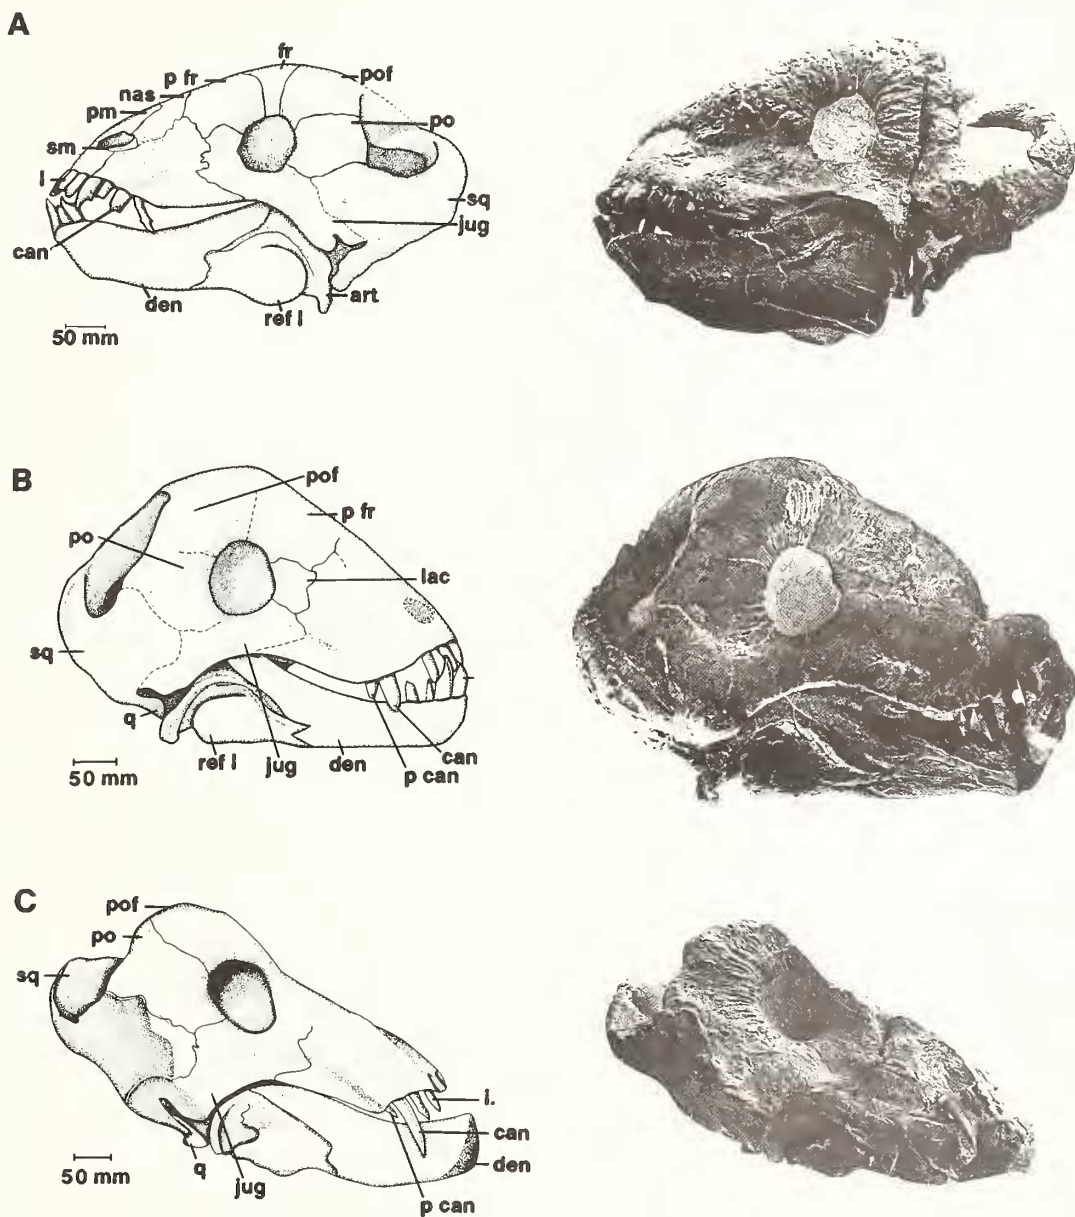 A
fr
p fr
pof
nas
pm
po
sm
i
sq
jug
can
art
den
ref l
50 mm
B
pof
p fr
po
lac
sq
q
can
ref l
jug
den
p can
50 mm
C
pof
po
sq
i.
can
den
q
jug
p can
50 mm